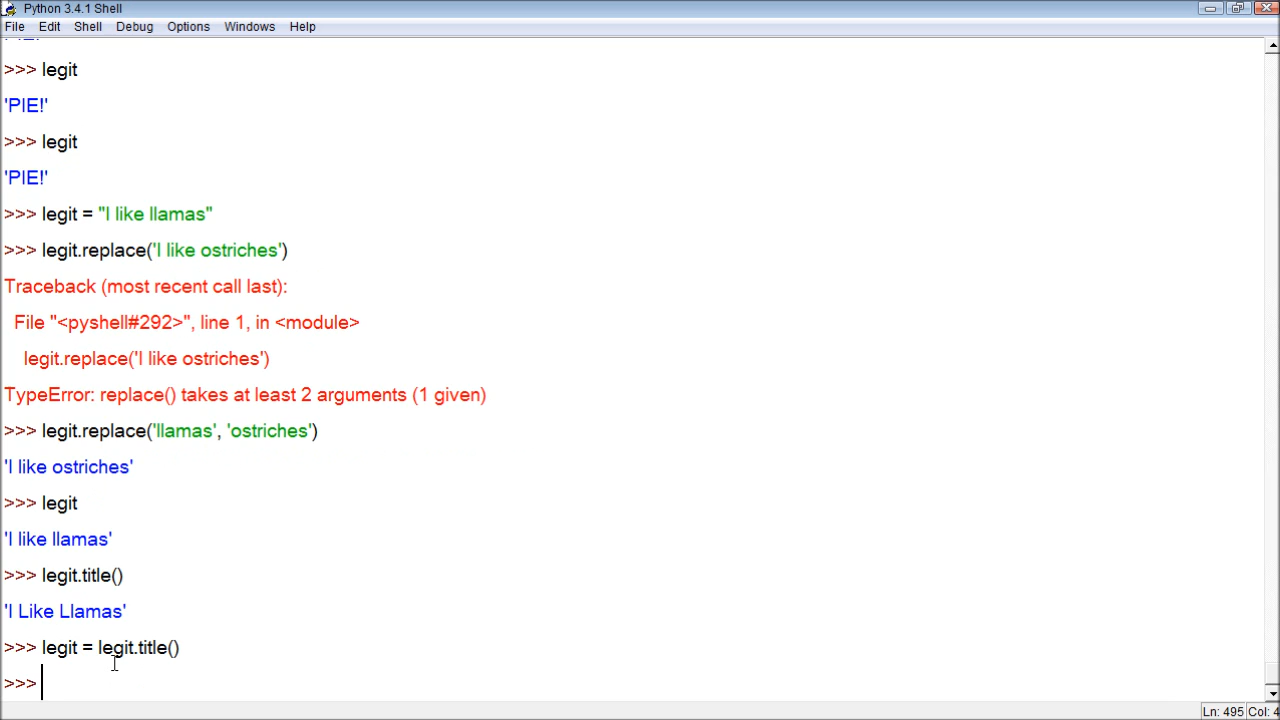 Python 3.4.1 Shell
File Edit Shell Debug Options Windows Help
>>> legit
'PIE!'
>>> legit
'PIE!'
>>> legit = "I like llamas"
>>> legit.replace('I like ostriches')
Traceback (most recent call last):
File "<pyshell#292>", line 1, in <module>
legit.replace('I like ostriches')
TypeError: replace() takes at least 2 arguments (1 given)
>>> legit.replace('llamas', 'ostriches')
'I like ostriches'
>>> legit
'I like llamas'
>>> legit.title()
'I Like Llamas'
>>> legit = legit.title()
>>>
Ln: 495 Col: 4